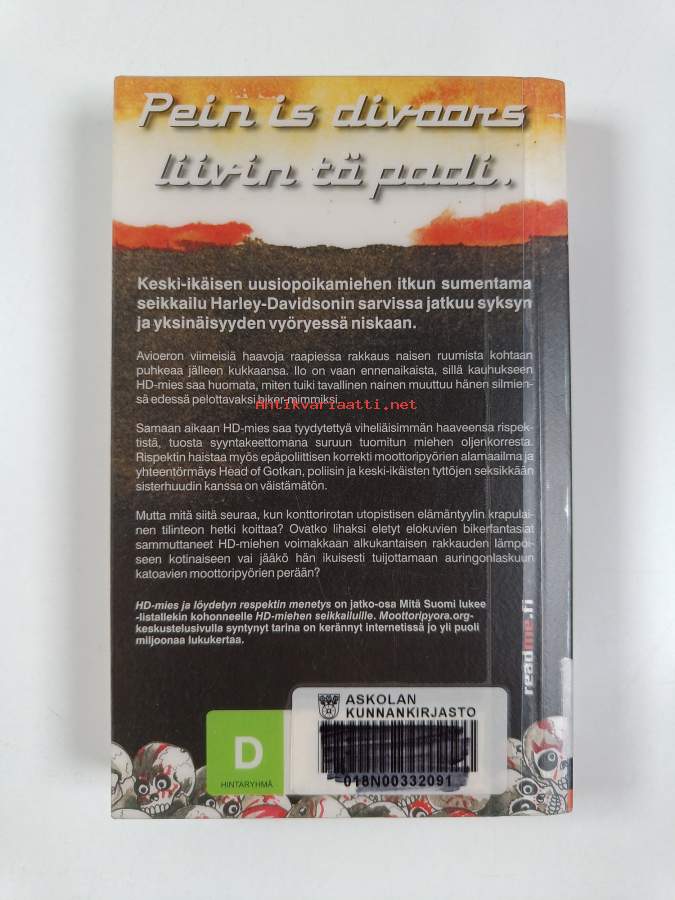 Pein is divoors
liivin tä padi.
Keski-ikäisen uusiopoikamiehen itkun sumentama
seikkailu Harley-Davidsonin sarvissa jatkuu syksyn
ja yksinäisyyden vyöryessä niskaan.
Avioeron viimeisiä haavoja raapiessa rakkaus naisen ruumista kohtaan
puhkeaa jälleen kukkaansa. Ilo on vaan ennenaikaista, sillä kauhukseen
HD-mies saa huomata, miten tuiki tavallinen nainen muuttuu hänen silmien-
sä edessä pelottavaksi biker-mimmiksi.
Antikvariaatti.net
Samaan aikaan HD-mies saa tyydytettyä viheliäisimmän haaveensa rispek-
tistä, tuosta syyntakeettomana suruun tuomitun miehen oljenkorresta.
Rispektin haistaa myös epäpoliittisen korrekti moottoripyörien alamaailma ja
yhteentörmäys Head of Gotkan, poliisin ja keski-ikäisten tyttöjen seksikkään
sisterhuudin kanssa on väistämätön.
Mutta mitä siitä seuraa, kun konttorirotan utopistisen elämäntyylin krapulai-
nen tilinteon hetki koittaa? Ovatko lihaksi eletyt elokuvien bikerfantasiat
sammuttaneet HD-miehen voimakkaan alkukantaisen rakkauden lämpöi-
seen kotinaiseen vai jääkö hän ikuisesti tuijottamaan auringonlaskuun
katoavien moottoripyörien perään?
HD-mies ja löydetyn respektin menetys on jatko-osa Mitä Suomi lukee
-listallekin kohonneelle HD-miehen seikkailuille. Moottoripyora.org-
keskustelusivulla syntynyt tarina on kerännyt internetissä jo yli puoli
miljoonaa lukukertaa.
readme.fi
D
HINTARYHMÄ
ASKOLAN
KUNNANKIRJASTO
018N00332091